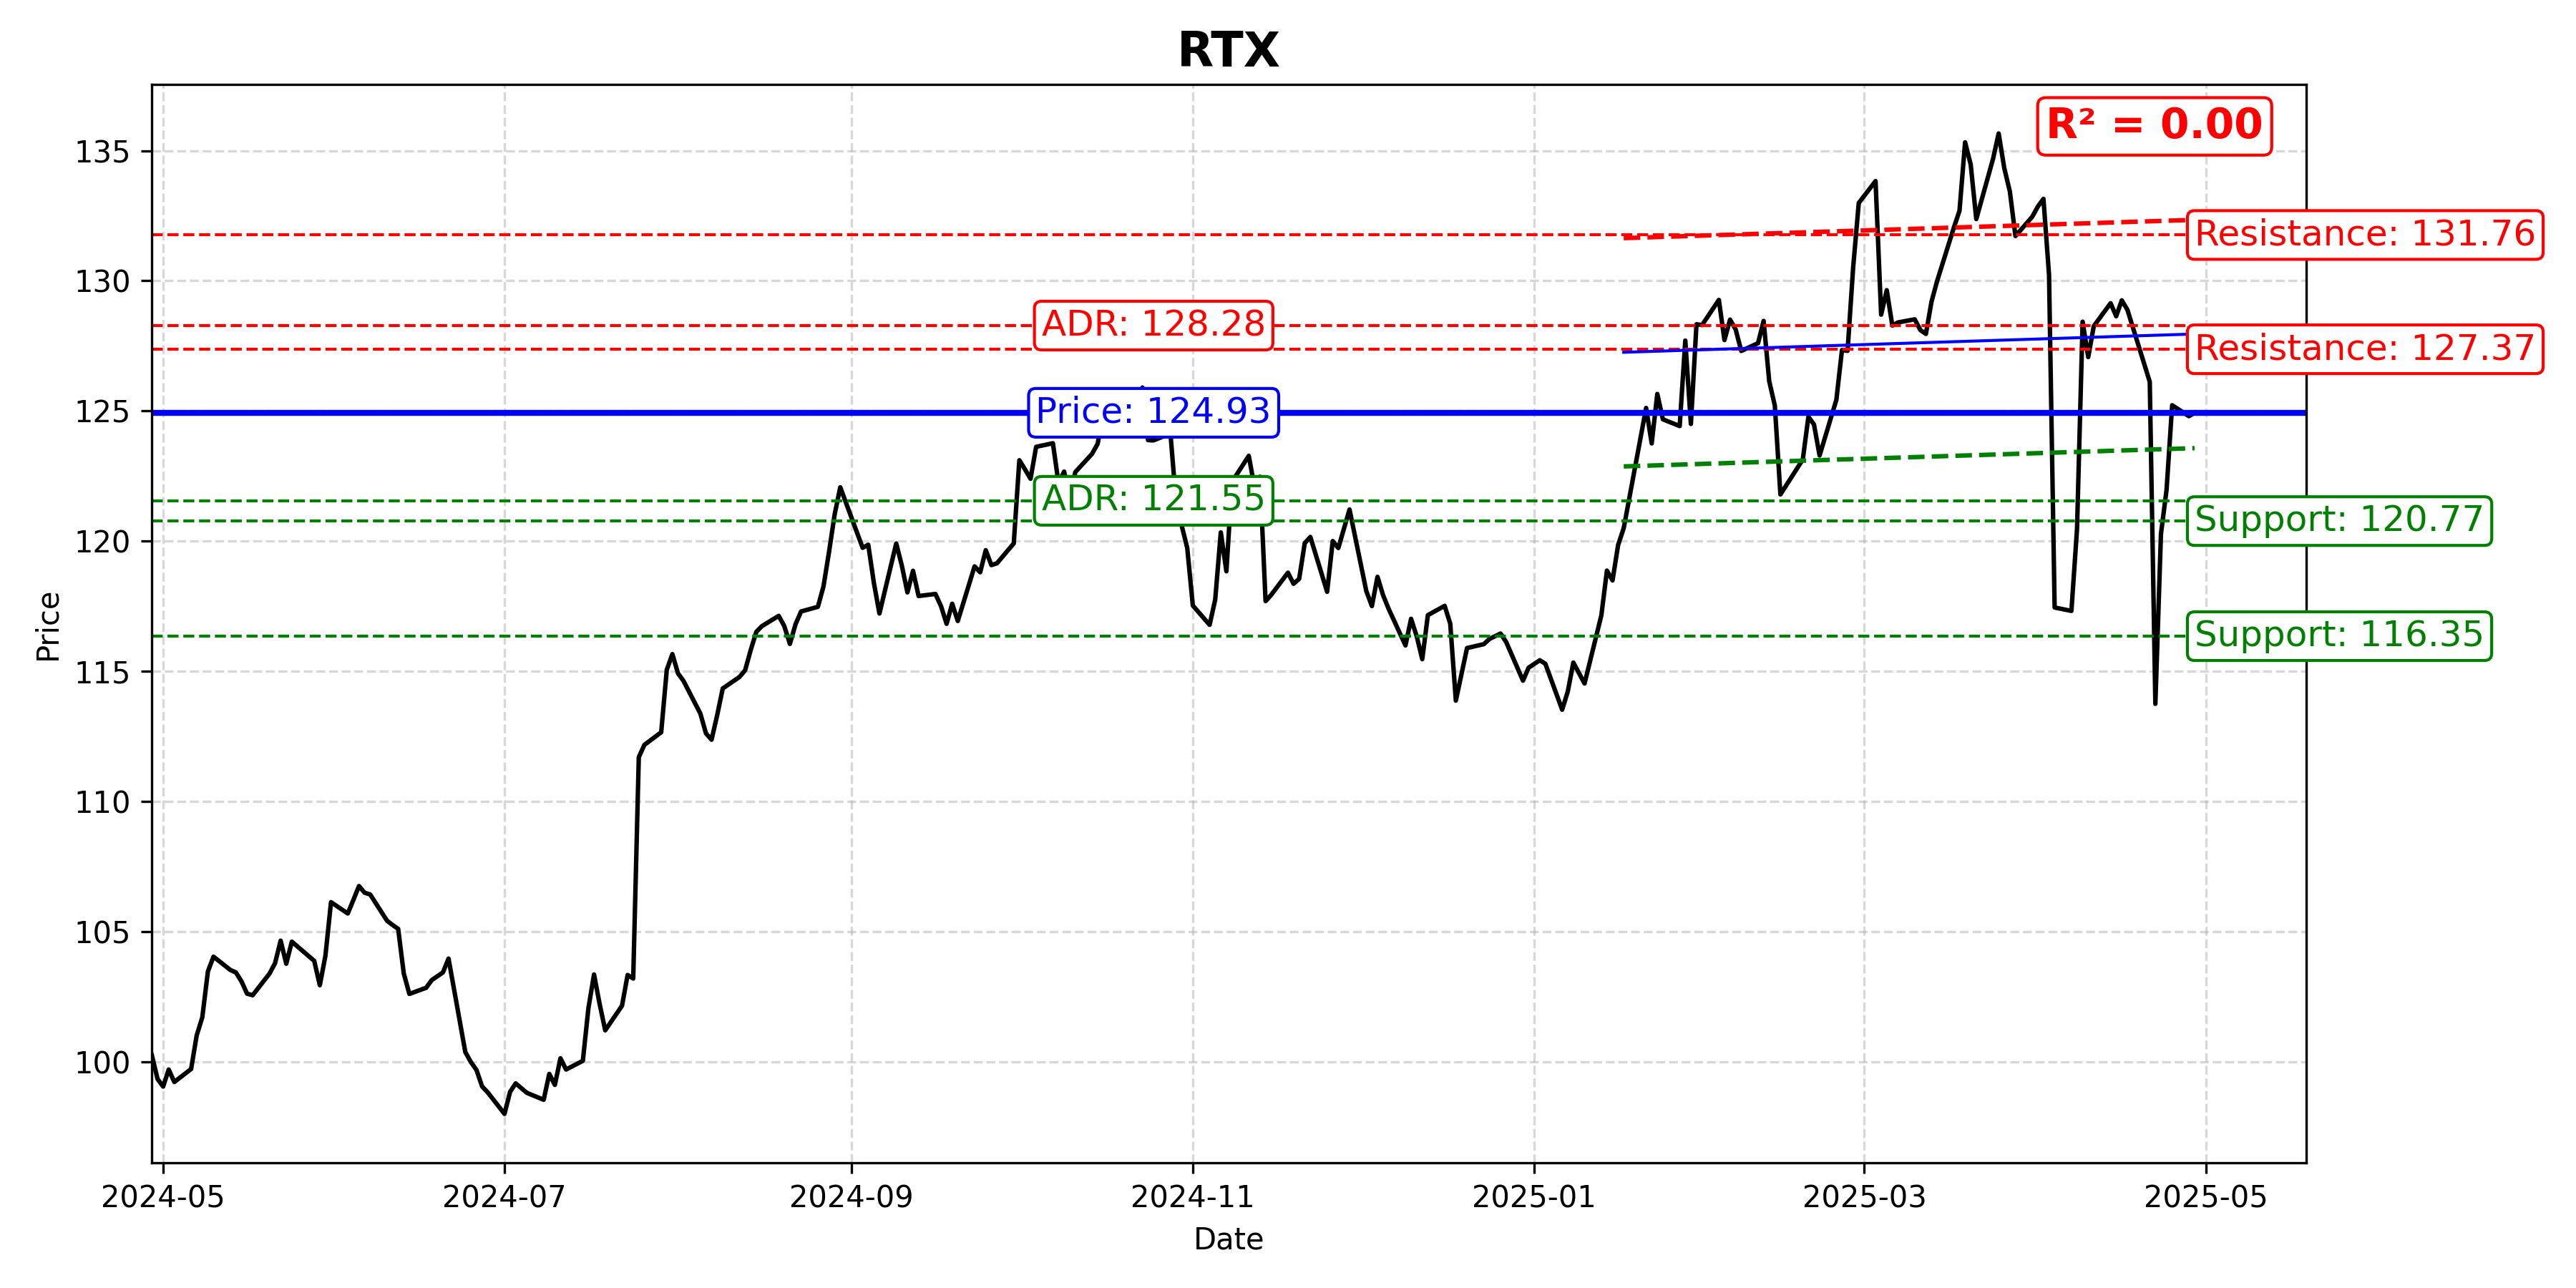 RTX
R² = 0.00
135
130
125
120
115
110
105
100
Price
Resistance: 131.76
ADR: 128.28
Resistance: 127.37
Price: 124.93
ADR: 121.55
Support: 120.77
Support: 116.35
2024-05
2024-07
2024-09
2024-11
2025-01
2025-03
2025-05
Date